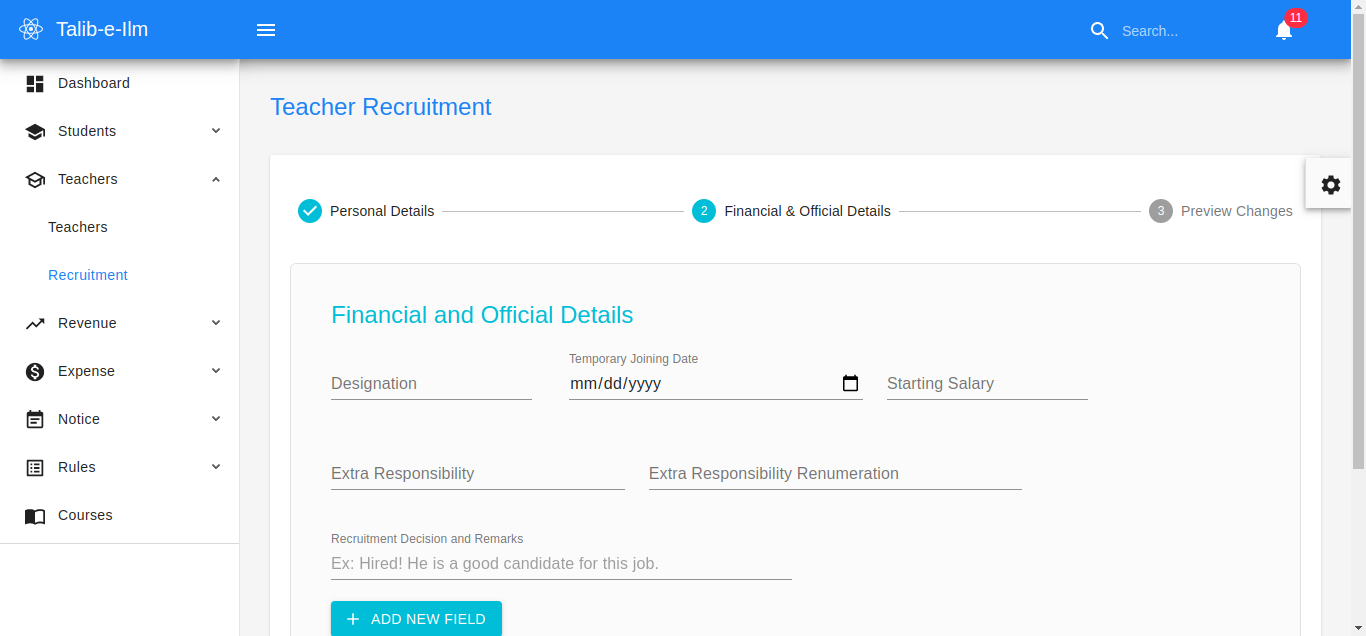 Talib-e-Ilm
Search...
11
Dashboard
Students
Teachers
Teachers
Recruitment
Revenue
Expense
Notice
Rules
Courses
Teacher Recruitment
Personal Details
2 Financial & Official Details
3 Preview Changes
Financial and Official Details
Designation
Temporary Joining Date
mm/dd/yyyy
Starting Salary
Extra Responsibility
Extra Responsibility Renumeration
Recruitment Decision and Remarks
Ex: Hired! He is a good candidate for this job.
ADD NEW FIELD